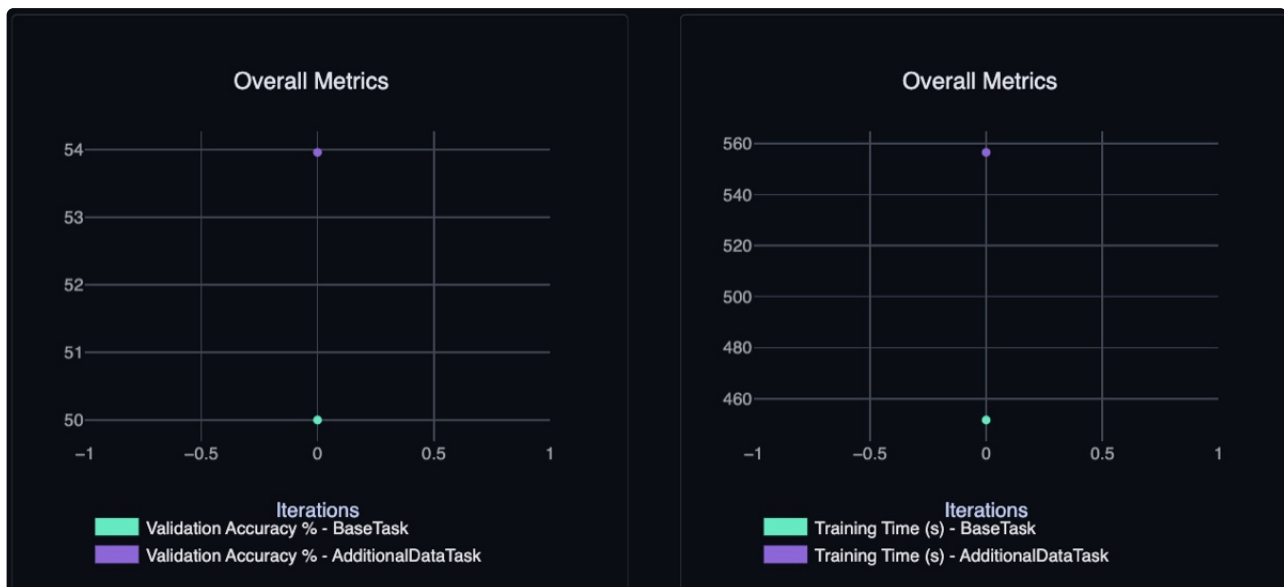 Overall Metrics
54
53
52
51
50
−1 −0.5 0 0.5 1
Iterations
Validation Accuracy % - BaseTask
Validation Accuracy % - AdditionalDataTask
Overall Metrics
560
540
520
500
480
460
−1 −0.5 0 0.5 1
Iterations
Training Time (s) - BaseTask
Training Time (s) - AdditionalDataTask